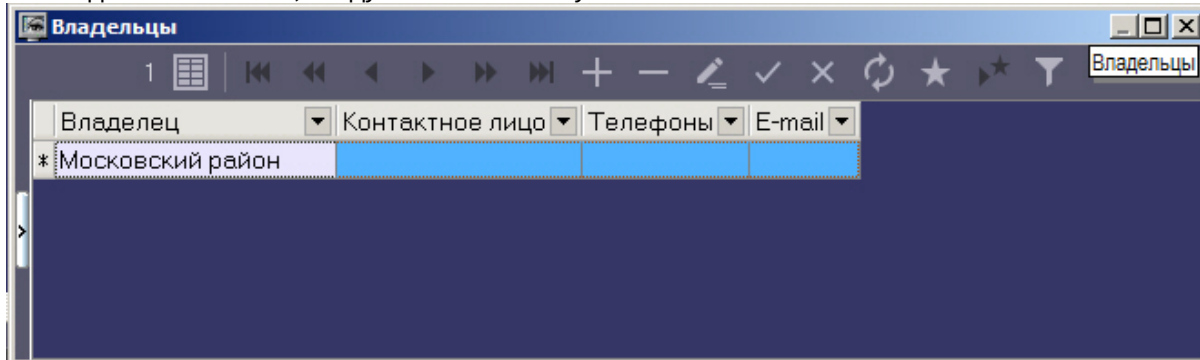 Владельцы
1
Владельцы
Владелец Контактное лицо Телефоны E-mail
* Московский район